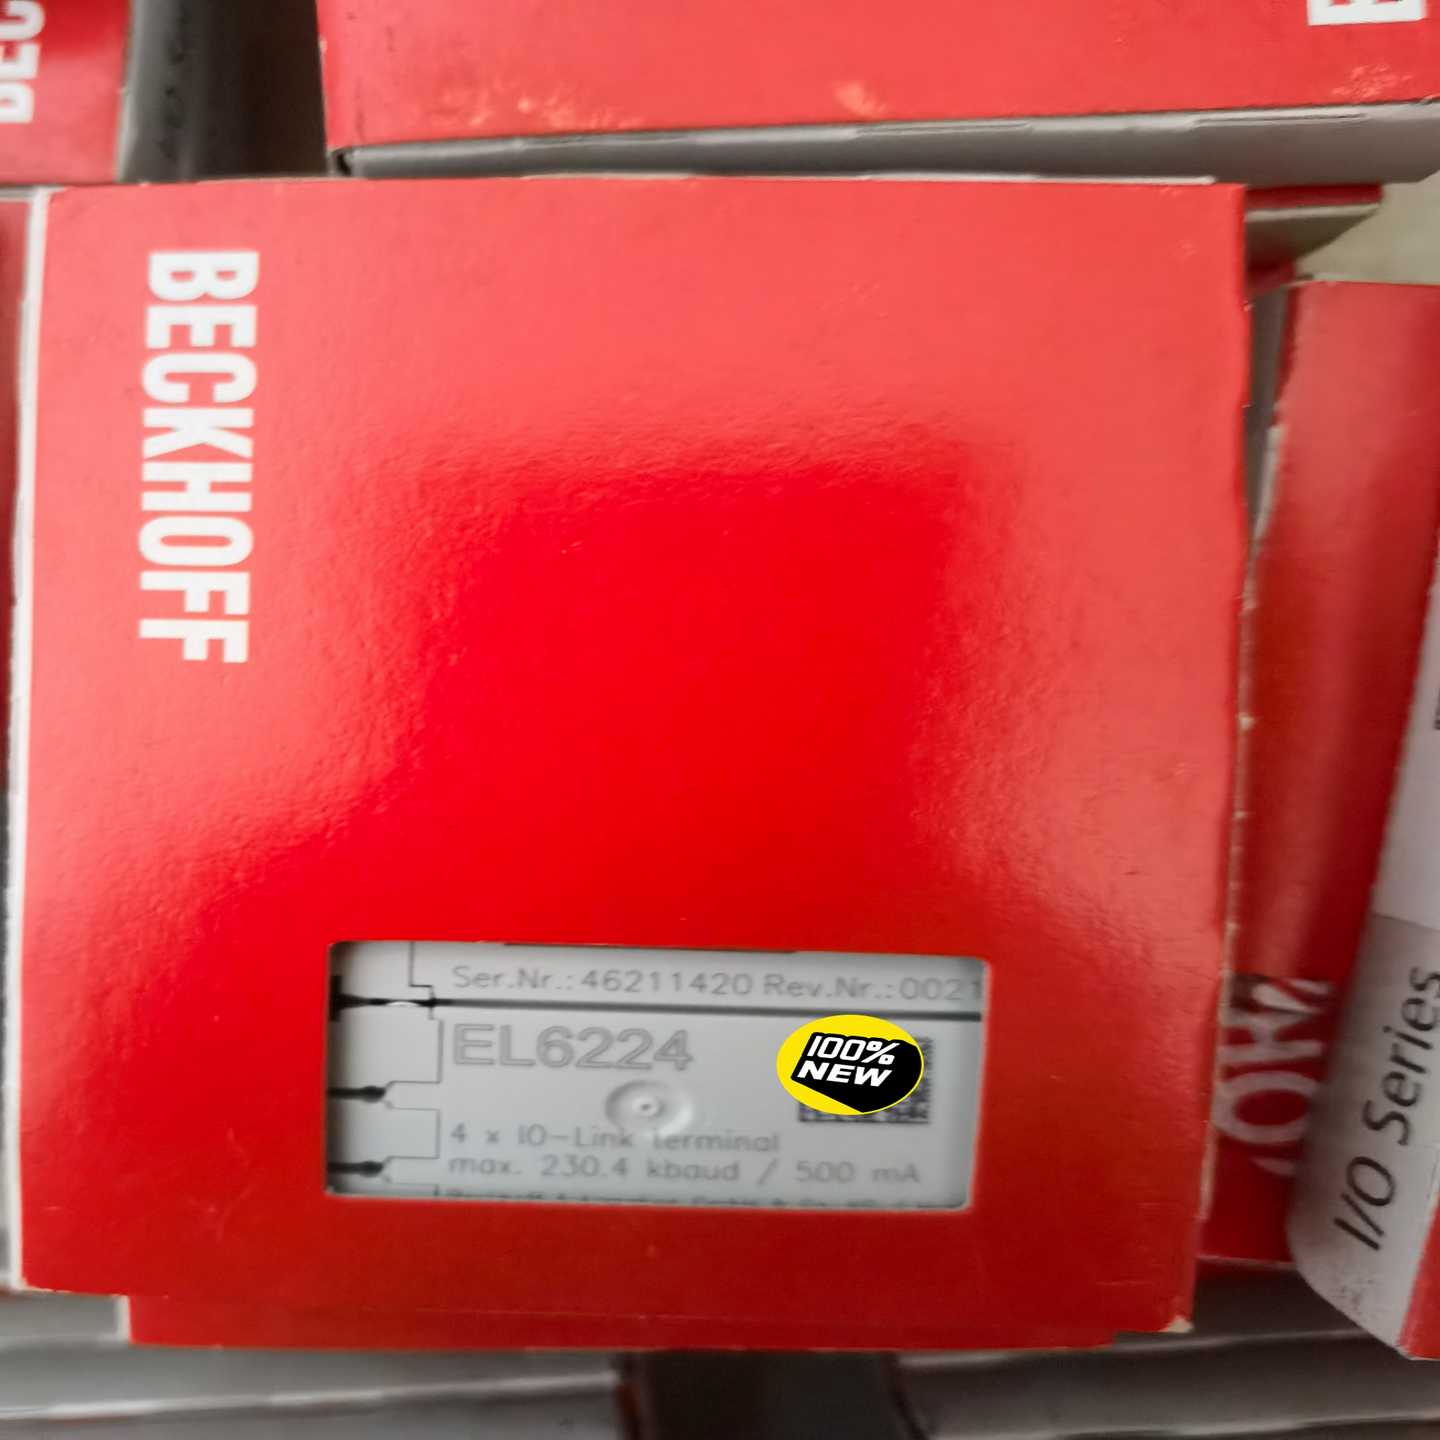 BECKHOFF
Ser.Nr.: 46211420 Rev.Nr.: 0021
EL6224
100%
NEW
4 x IO-Link terminal
max. 230.4 kbaud / 500 mA
I/O Series